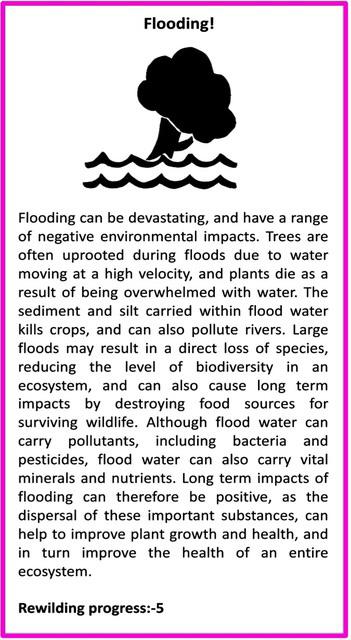 Flooding!
Flooding can be devastating, and have a range
of negative environmental impacts. Trees are
often uprooted during floods due to water
moving at a high velocity, and plants die as a
result of being overwhelmed with water. The
sediment and silt carried within flood water
kills crops, and can also pollute rivers. Large
floods may result in a direct loss of species,
reducing the level of biodiversity in an
ecosystem, and can also cause long term
impacts by destroying food sources for
surviving wildlife. Although flood water can
carry pollutants, including bacteria and
pesticides, flood water can also carry vital
minerals and nutrients. Long term impacts of
flooding can therefore be positive, as the
dispersal of these important substances, can
help to improve plant growth and health, and
in turn improve the health of an entire
ecosystem.
Rewilding progress:-5